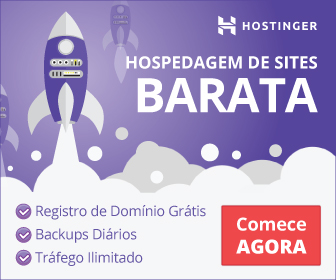 HOSTINGER
HOSPEDAGEM DE SITES
BARATA
Registro de Domínio Grátis
Backups Diários
Tráfego Ilimitado
Comece
AGORA